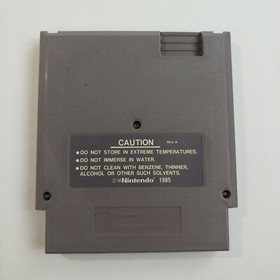 CAUTION REV-A
●DO NOT STORE IN EXTREME TEMPERATURES.
●DO NOT IMMERSE IN WATER.
●DO NOT CLEAN WITH BENZENE, THINNER,
ALCOHOL OR OTHER SUCH SOLVENTS.
©Nintendo® 1985